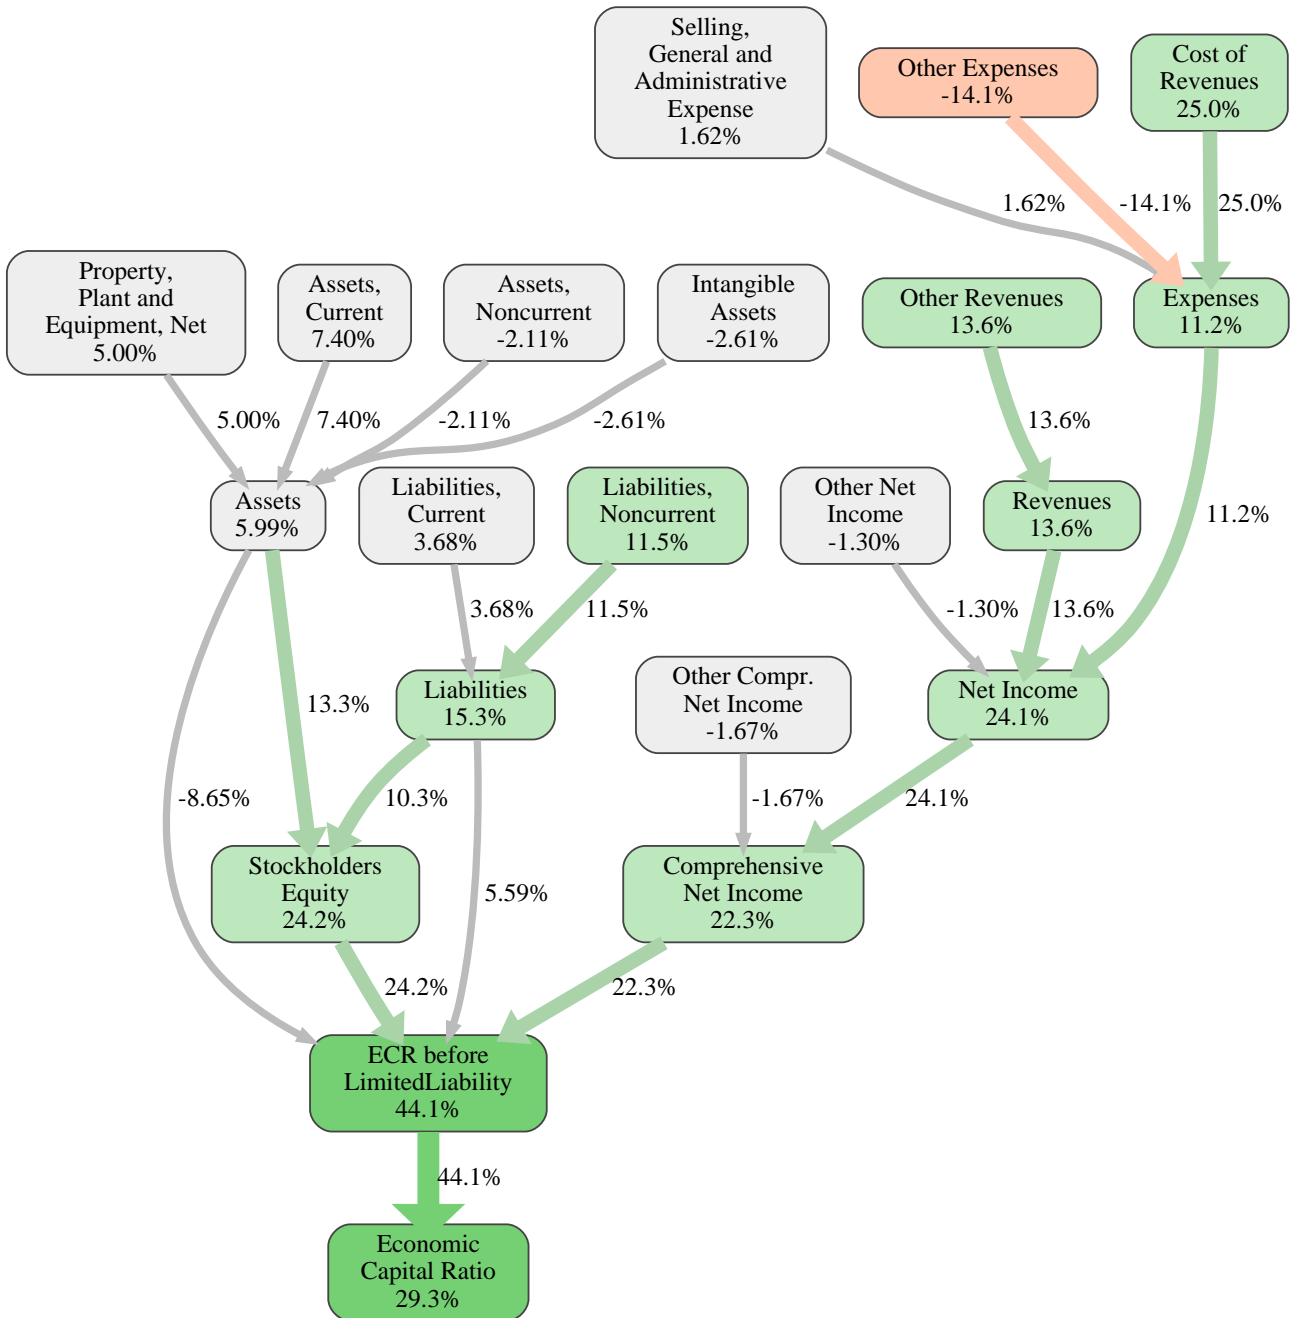 Selling,
General and
Administrative
Expense
1.62%
Other Expenses
-14.1%
Cost of
Revenues
25.0%
1.62%
-14.1%
25.0%
Property,
Plant and
Equipment, Net
5.00%
Assets,
Current
7.40%
Assets,
Noncurrent
-2.11%
Intangible
Assets
-2.61%
Other Revenues
13.6%
Expenses
11.2%
5.00%
7.40%
-2.11%
-2.61%
13.6%
11.2%
Assets
5.99%
Liabilities,
Current
3.68%
Liabilities,
Noncurrent
11.5%
Other Net
Income
-1.30%
Revenues
13.6%
3.68%
11.5%
-1.30%
13.6%
13.3%
Liabilities
15.3%
Other Compr.
Net Income
-1.67%
Net Income
24.1%
-8.65%
10.3%
-1.67%
24.1%
Stockholders
Equity
24.2%
5.59%
Comprehensive
Net Income
22.3%
24.2%
22.3%
ECR before
LimitedLiability
44.1%
44.1%
Economic
Capital Ratio
29.3%